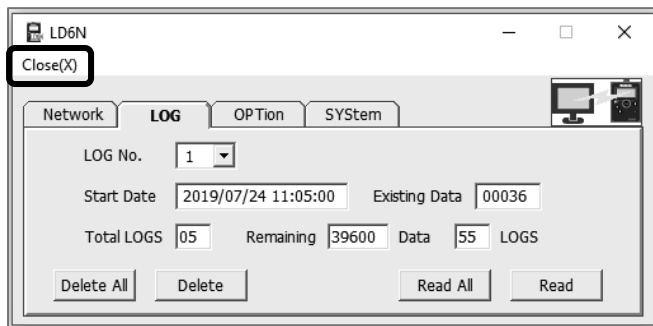 LD6N
Close(X)
Network LOG OPTion SYStem
LOG No. 1
Start Date 2019/07/24 11:05:00 Existing Data 00036
Total LOGS 05 Remaining 39600 Data 55 LOGS
Delete All Delete Read All Read